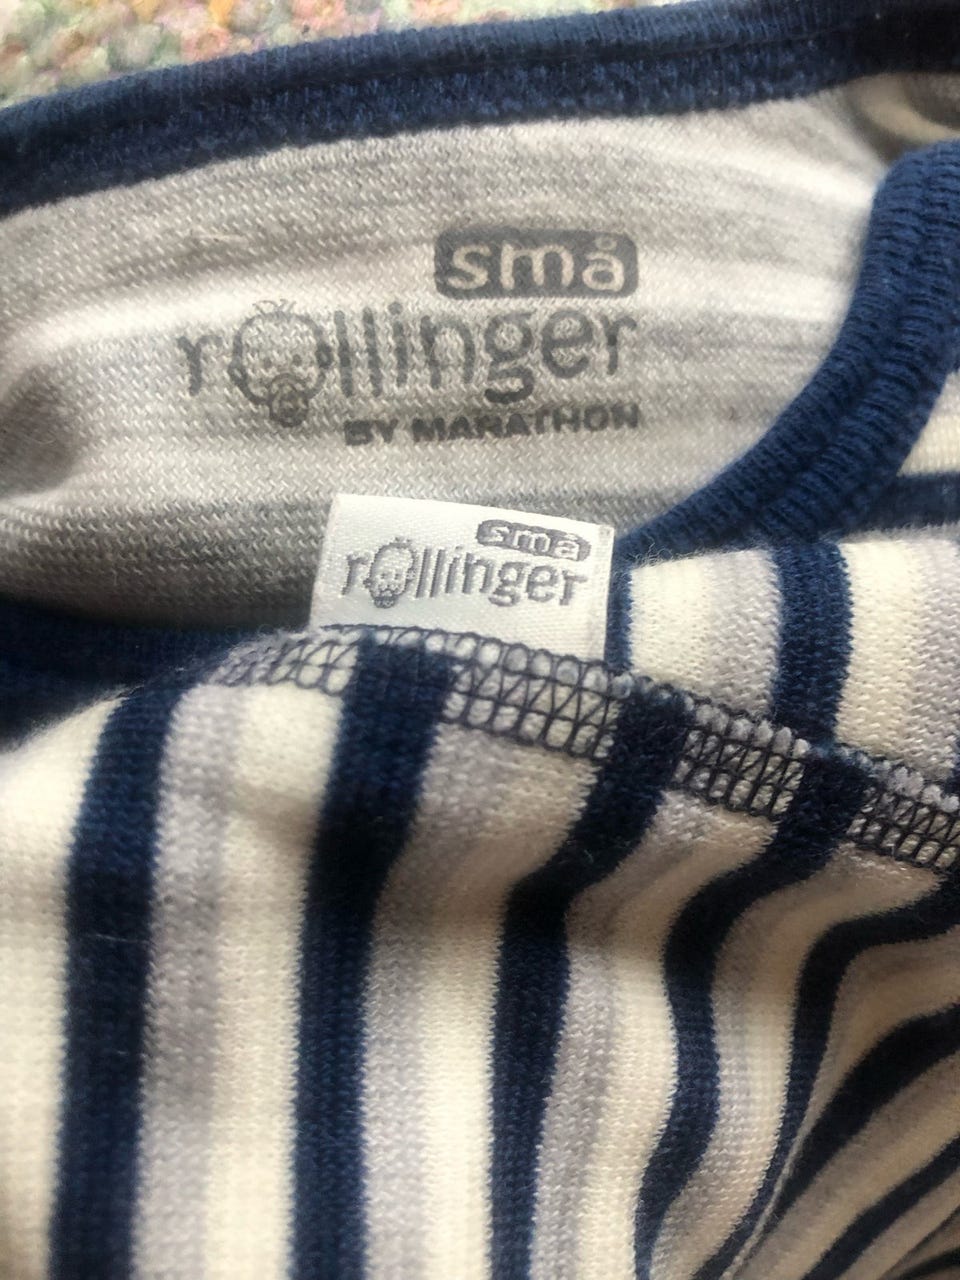 små
rollinger
BY MARATHON
små
rollinger